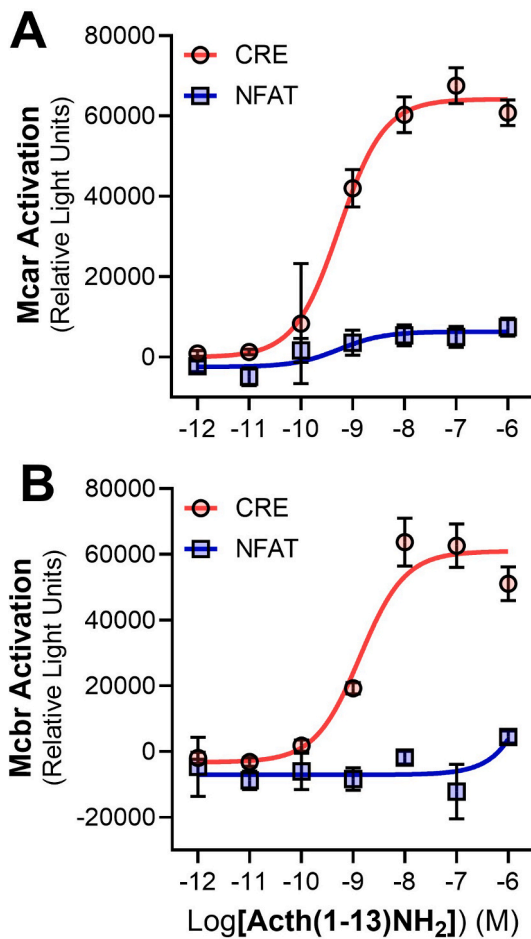 A
80000
60000
40000
20000
0
Mcar Activation
(Relative Light Units)
CRE
NFAT
-12 -11 -10 -9 -8 -7 -6
B
80000
60000
40000
20000
0
-20000
Mcbr Activation
(Relative Light Units)
CRE
NFAT
-12 -11 -10 -9 -8 -7 -6
Log[Acth(1-13)NH₂]) (M)